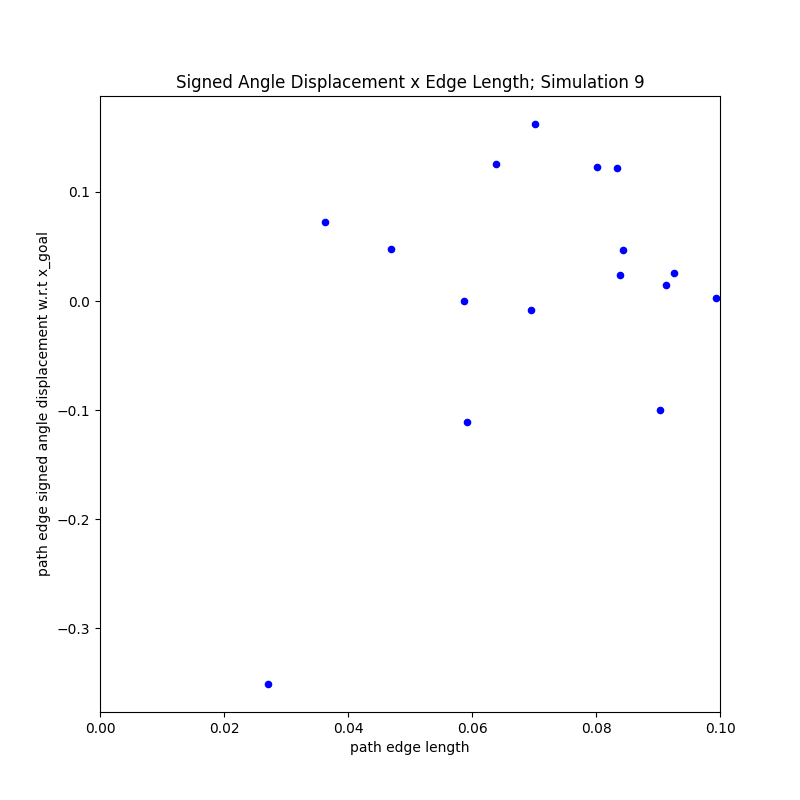 Signed Angle Displacement x Edge Length; Simulation 9
path edge signed angle displacement w.r.t x_goal
0.1
0.0
−0.1
−0.2
−0.3
0.00 0.02 0.04 0.06 0.08 0.10
path edge length